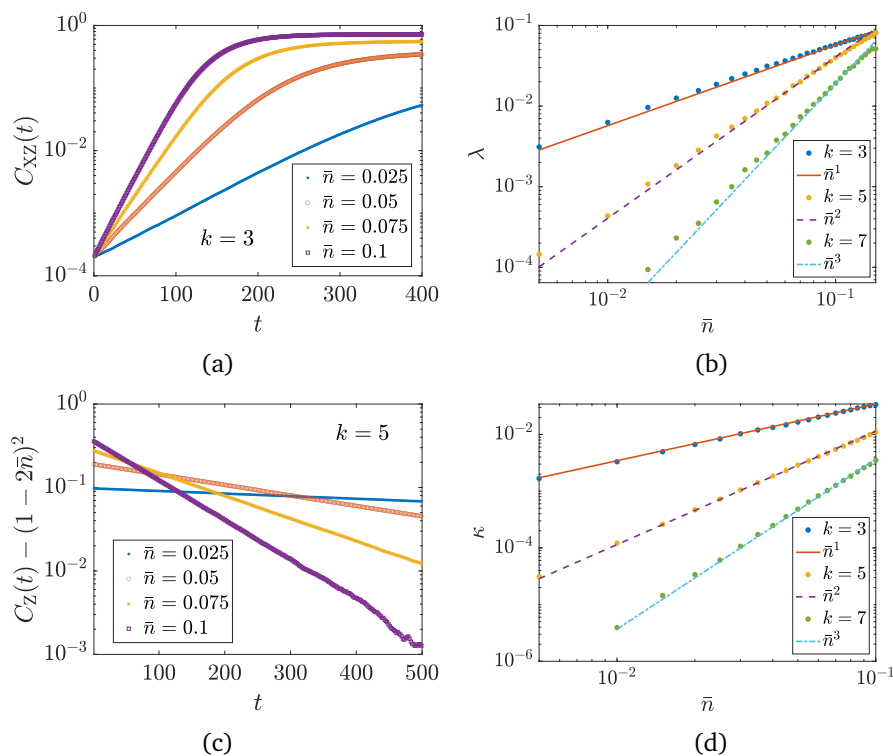 10^0
10^{-2}
10^{-4}
C_{XZ}(t)
0 100 200 300 400
t
k = 3
n̄ = 0.025
n̄ = 0.05
n̄ = 0.075
n̄ = 0.1
(a)
10^{-1}
10^{-2}
10^{-3}
10^{-4}
λ
10^{-2} 10^{-1}
n̄
k = 3
n̄^1
k = 5
n̄^2
k = 7
n̄^3
(b)
10^0
10^{-1}
10^{-2}
10^{-3}
C_Z(t) − (1 − 2n̄)^2
100 200 300 400 500
t
k = 5
n̄ = 0.025
n̄ = 0.05
n̄ = 0.075
n̄ = 0.1
(c)
10^{-2}
10^{-4}
10^{-6}
κ
10^{-2} 10^{-1}
n̄
k = 3
n̄^1
k = 5
n̄^2
k = 7
n̄^3
(d)